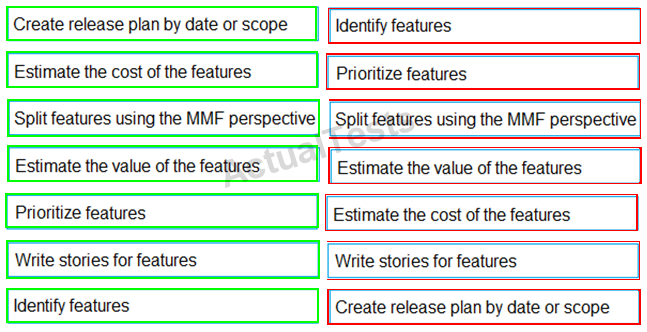 Create release plan by date or scope
Estimate the cost of the features
Split features using the MMF perspective
Estimate the value of the features
Prioritize features
Write stories for features
Identify features
Identify features
Prioritize features
Split features using the MMF perspective
Estimate the value of the features
Estimate the cost of the features
Write stories for features
Create release plan by date or scope
ActualTests